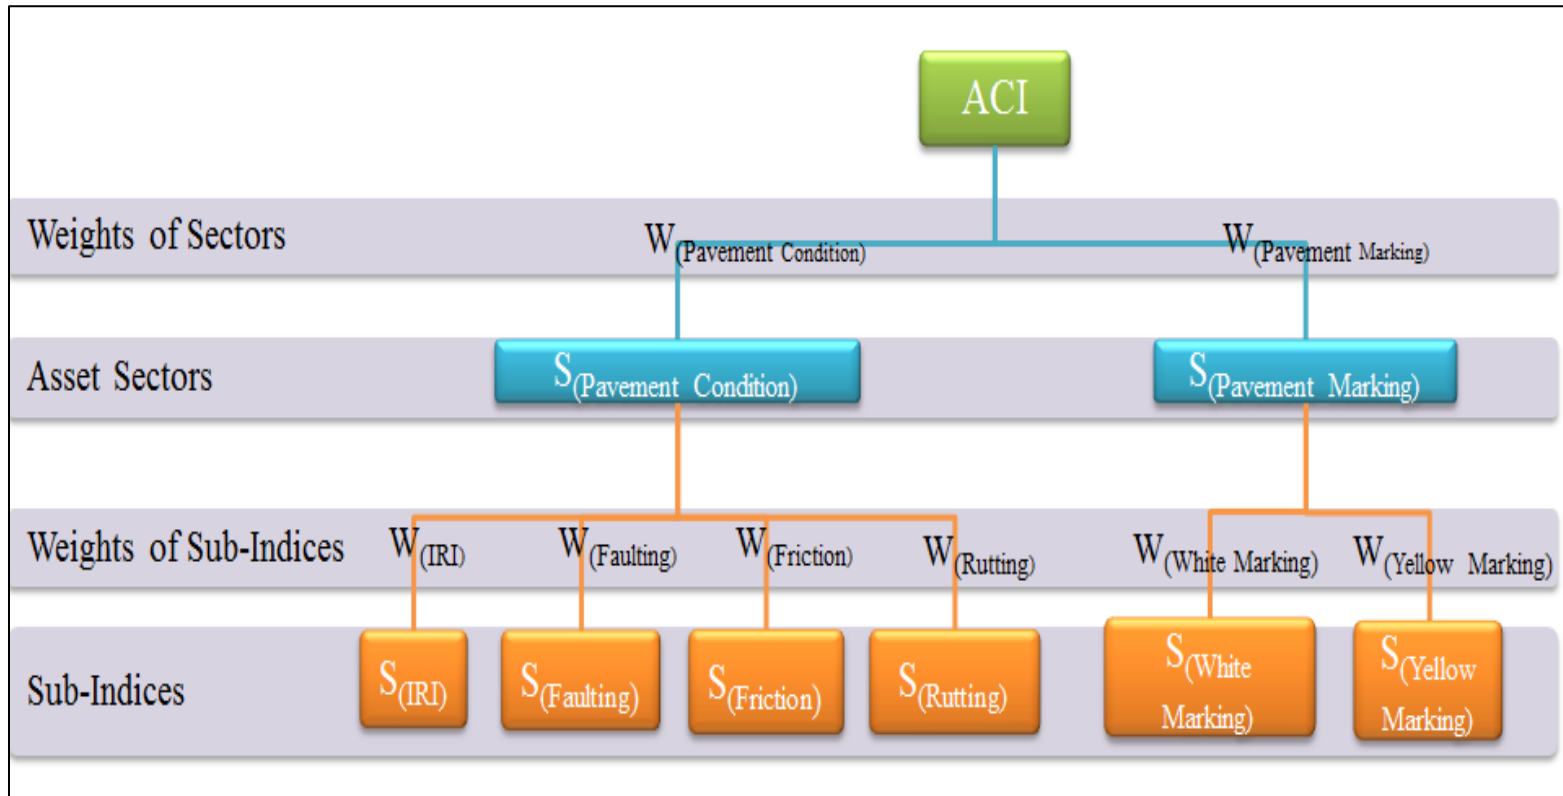 ACI
Weights of Sectors
W(Pavement Condition)
W(Pavement Marking)
Asset Sectors
S(Pavement Condition)
S(Pavement Marking)
Weights of Sub-Indices
W(IRI)
W(Faulting)
W(Friction)
W(Rutting)
W(White Marking)
W(Yellow Marking)
Sub-Indices
S(IRI)
S(Faulting)
S(Friction)
S(Rutting)
S(White
Marking)
S(Yellow
Marking)